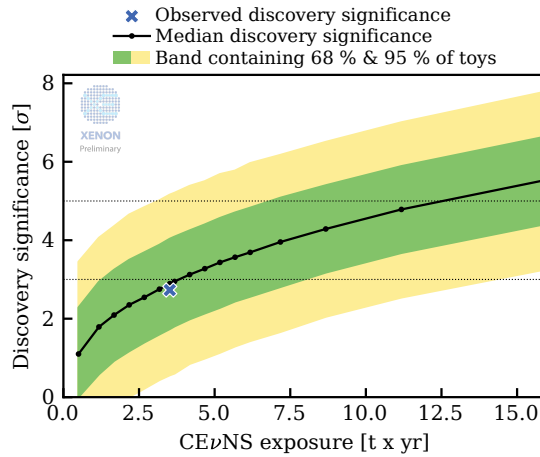 Observed discovery significance
Median discovery significance
Band containing 68 % & 95 % of toys
XENON
Preliminary
Discovery significance [σ]
8
6
4
2
0
0.0 2.5 5.0 7.5 10.0 12.5 15.0
CEνNS exposure [t x yr]